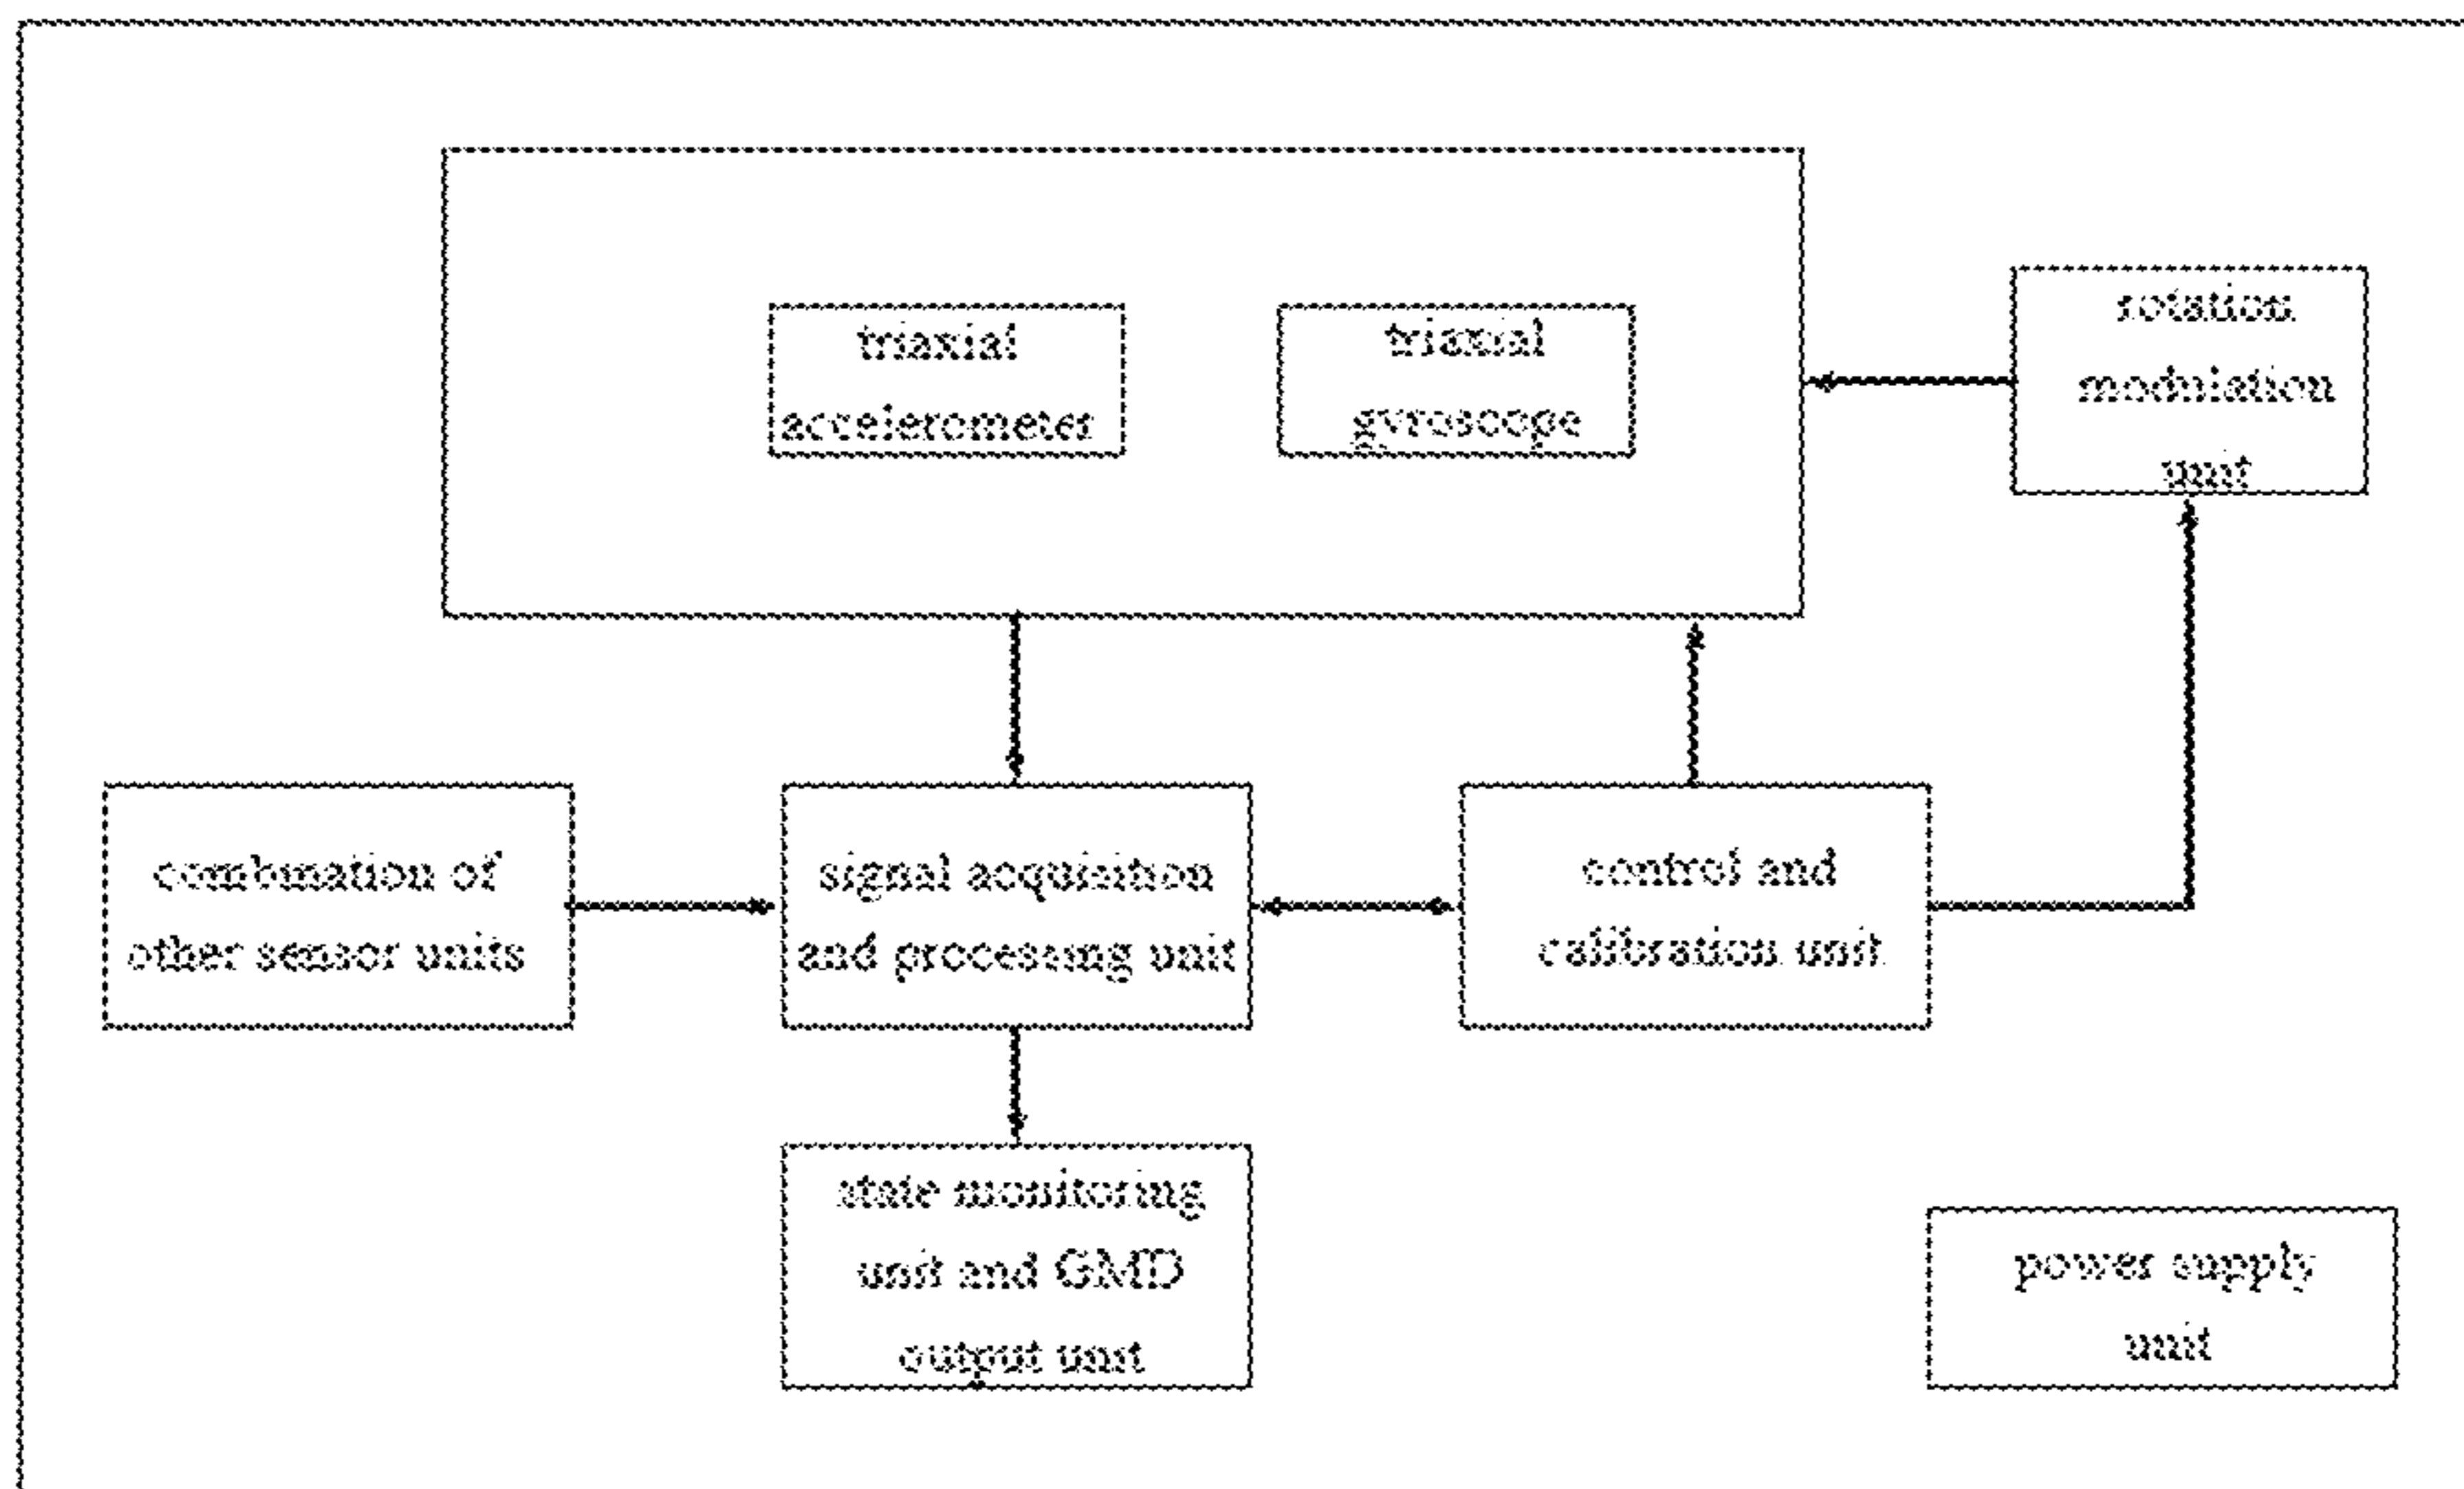 triaxial
accelerometer
triaxial
gyroscope
rotation
modulation
unit
combination of
other sensor units
signal acquisition
and processing unit
control and
calibration unit
state monitoring
unit and GMD
output unit
power supply
unit